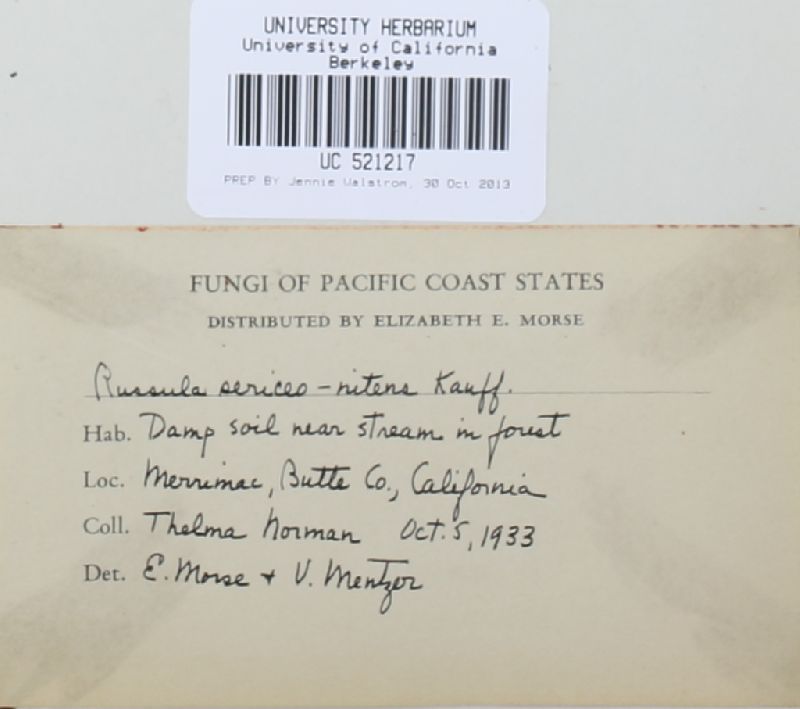 UNIVERSITY HERBARIUM
University of California
Berkeley
UC 521217
PREP BY Jennie Walstrom, 30 Oct 2013
FUNGI OF PACIFIC COAST STATES
DISTRIBUTED BY ELIZABETH E. MORSE
Russula sericeo-nitens Kauff.
Hab. Damp soil near stream in forest
Loc. Merrimac, Butte Co., California
Coll. Thelma Norman Oct. 5, 1933
Det. E. Morse + V. Mentzer